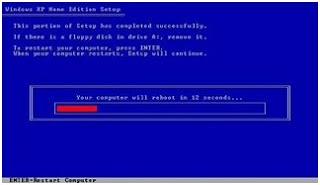 Windows XP Home Edition Setup
This portion of Setup has completed successfully.
If there is a floppy disk in drive A:, remove it.
To restart your computer, press ENTER.
When your computer restarts, Setup will continue.
Your computer will reboot in 12 seconds...
ENTER=Restart Computer